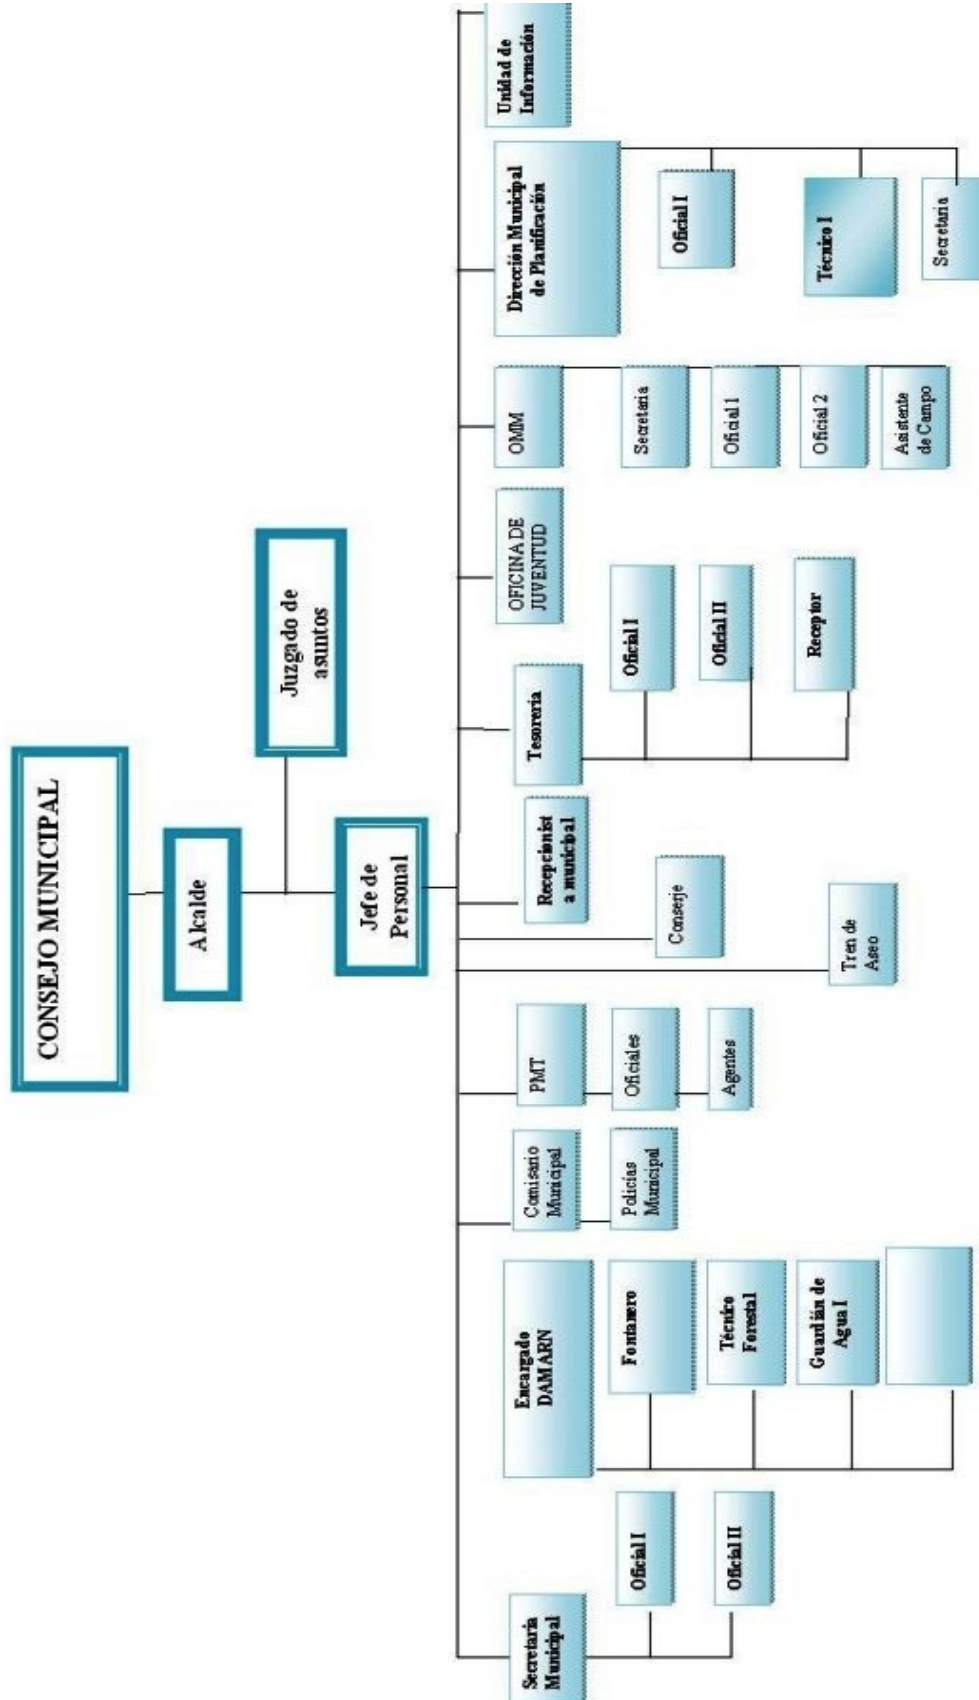 CONSEJO MUNICIPAL
Alcalde
Juzgado de
asuntos
Jefe de
Personal
Secretaria
Municipal
Oficial I
Oficial II
Encargado
DAMARN
Fontanero
Técnico
Forestal
Guardián de
Agua I
Comisario
Municipal
Policías
Municipal
PMT
Oficiales
Agentes
Tren de
Aseo
Conserje
Recepcionist
a municipal
Tesorería
Oficial I
Oficial II
Receptor
OFICINA DE
JUVENTUD
OMM
Secretaria
Oficial 1
Oficial 2
Asistente
de Campo
Dirección Municipal
de Planificación
Oficial I
Técnico I
Secretaria
Unidad de
Información